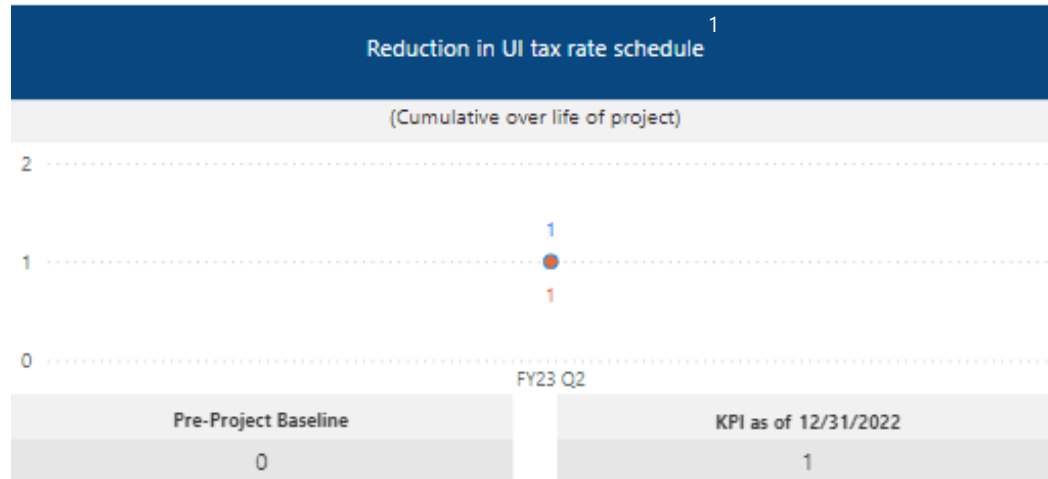 Reduction in UI tax rate schedule 1
(Cumulative over life of project)
2
1
1
1
0
FY23 Q2
Pre-Project Baseline KPI as of 12/31/2022
0 1